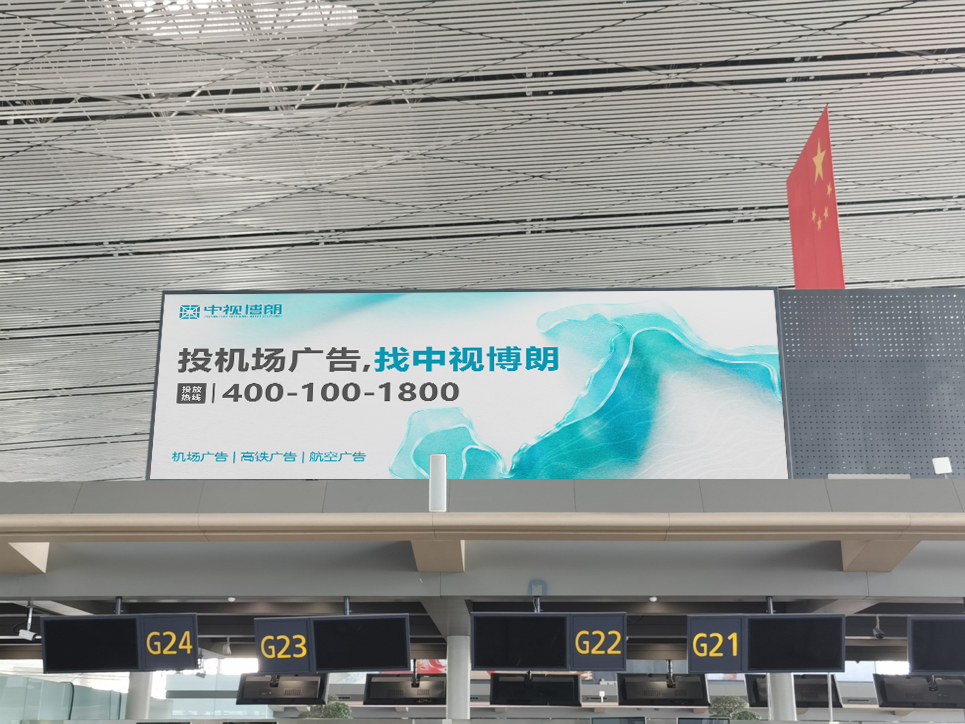 中视博朗
投机场广告,找中视博朗
投放热线 | 400-100-1800
机场广告 | 高铁广告 | 航空广告
G24
G23
G22
G21